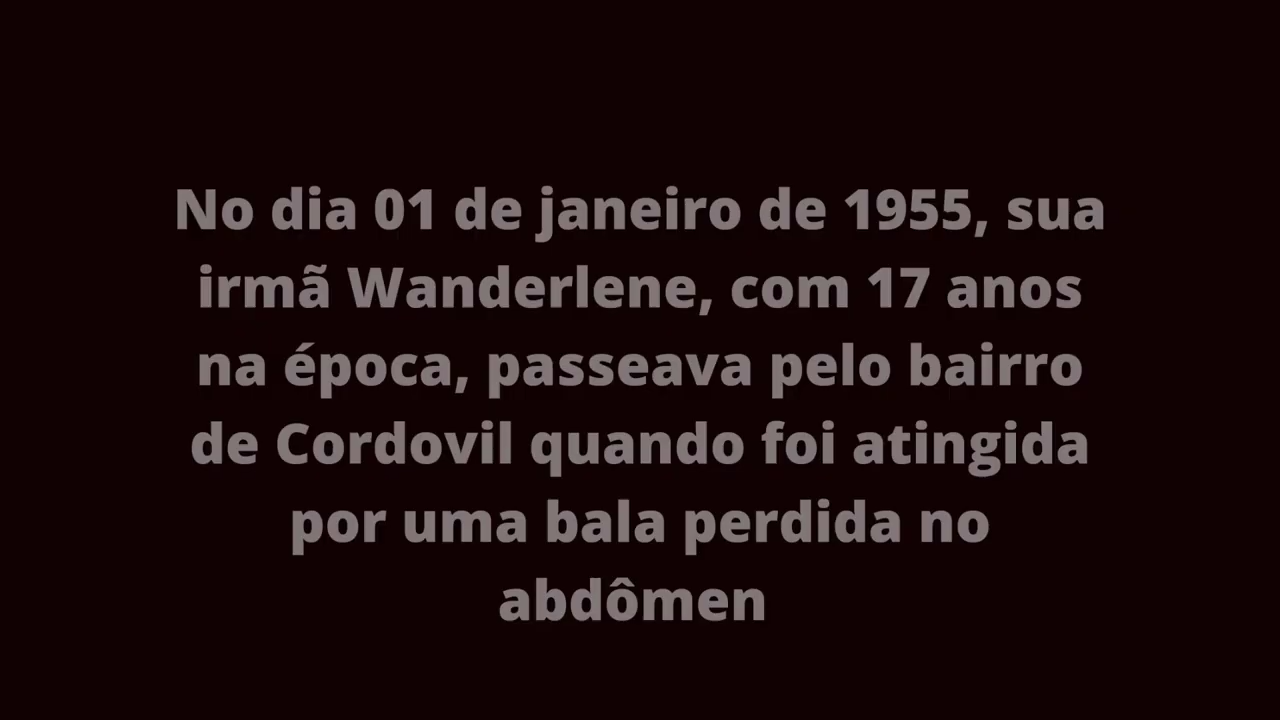 No dia 01 de janeiro de 1955, sua
irmã Wanderlene, com 17 anos
na época, passeava pelo bairro
de Cordovil quando foi atingida
por uma bala perdida no
abdômen